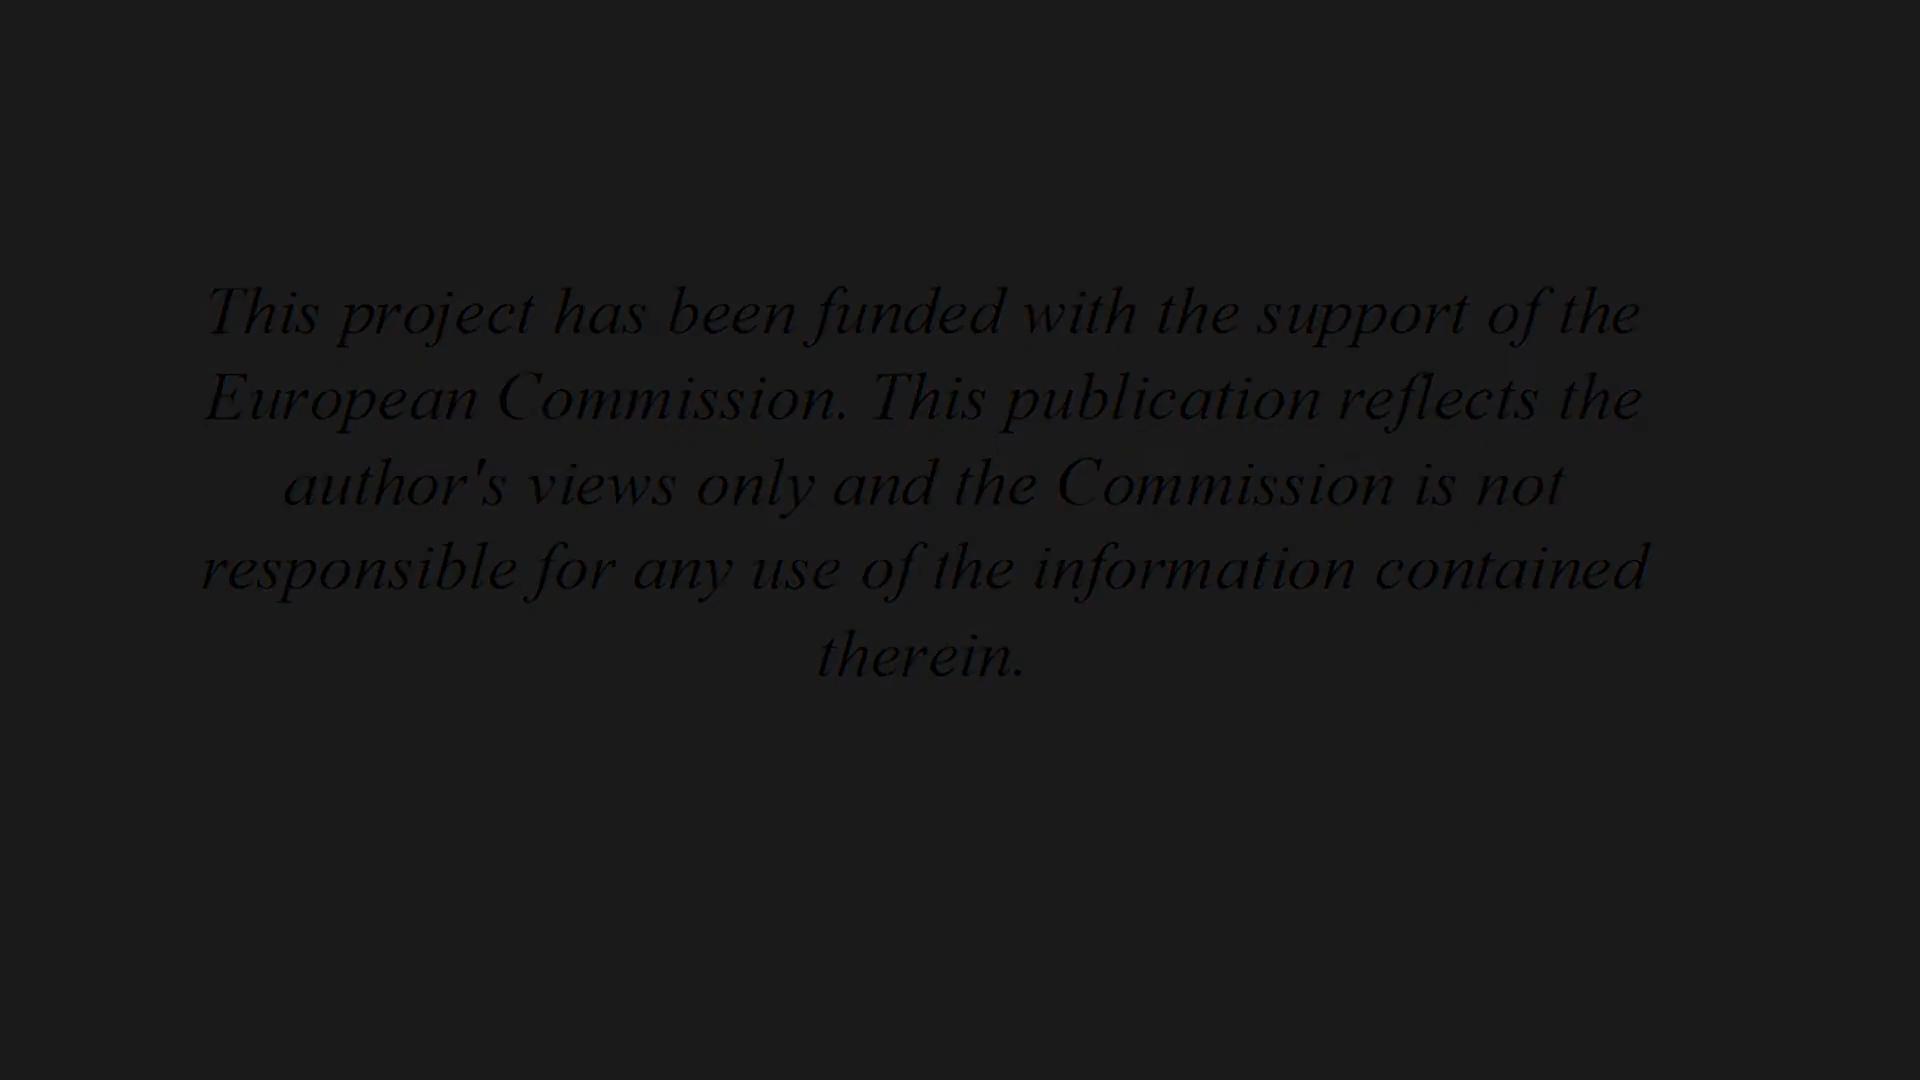 This project has been funded with the support of the
European Commission. This publication reflects the
author's views only and the Commission is not
responsible for any use of the information contained
therein.